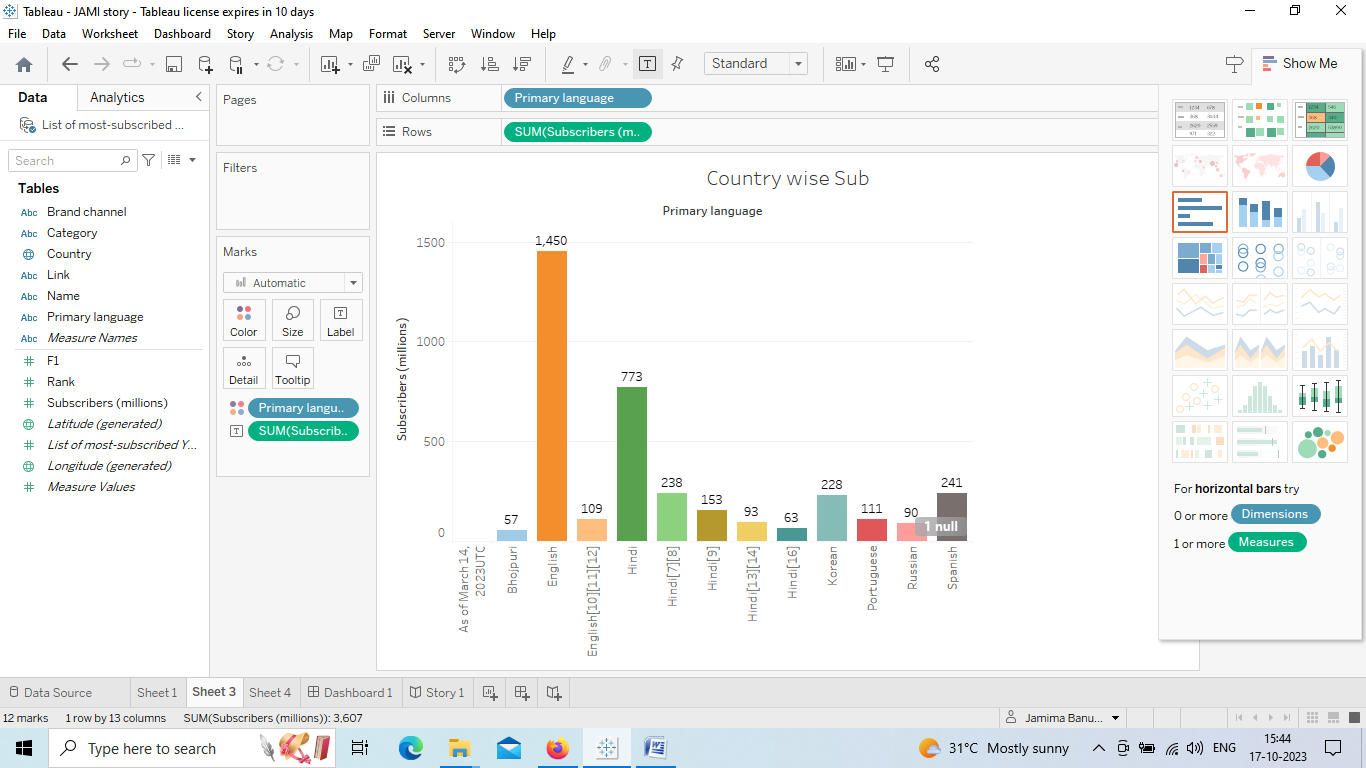 Tableau - JAMI story - Tableau license expires in 10 days
File Data Worksheet Dashboard Story Analysis Map Format Server Window Help
Standard
Show Me
Data Analytics
List of most-subscribed ...
Search
Tables
Abc Brand channel
Abc Category
Country
Abc Link
Abc Name
Abc Primary language
Abc Measure Names
F1
Rank
Subscribers (millions)
Latitude (generated)
List of most-subscribed Y...
Longitude (generated)
Measure Values
Pages
Filters
Marks
Automatic
Color Size Label
Detail Tooltip
Primary langu..
SUM(Subscrib..
Columns Primary language
Rows SUM(Subscribers (m..
Country wise Sub
Primary language
Subscribers (millions)
1500
1000
500
0
57
1,450
109
773
238
153
93
63
228
111
90
241
1 null
As of March 14,
2023UTC
Bhojpuri
English
English[10][11][12]
Hindi
Hindi[7][8]
Hindi[9]
Hindi[13][14]
Hindi[16]
Korean
Portuguese
Russian
Spanish
For horizontal bars try
0 or more Dimensions
1 or more Measures
Data Source Sheet 1 Sheet 3 Sheet 4 Dashboard 1 Story 1
12 marks 1 row by 13 columns SUM(Subscribers (millions)): 3,607
Jamima Banu...
Type here to search
31°C Mostly sunny
ENG
15:44
17-10-2023